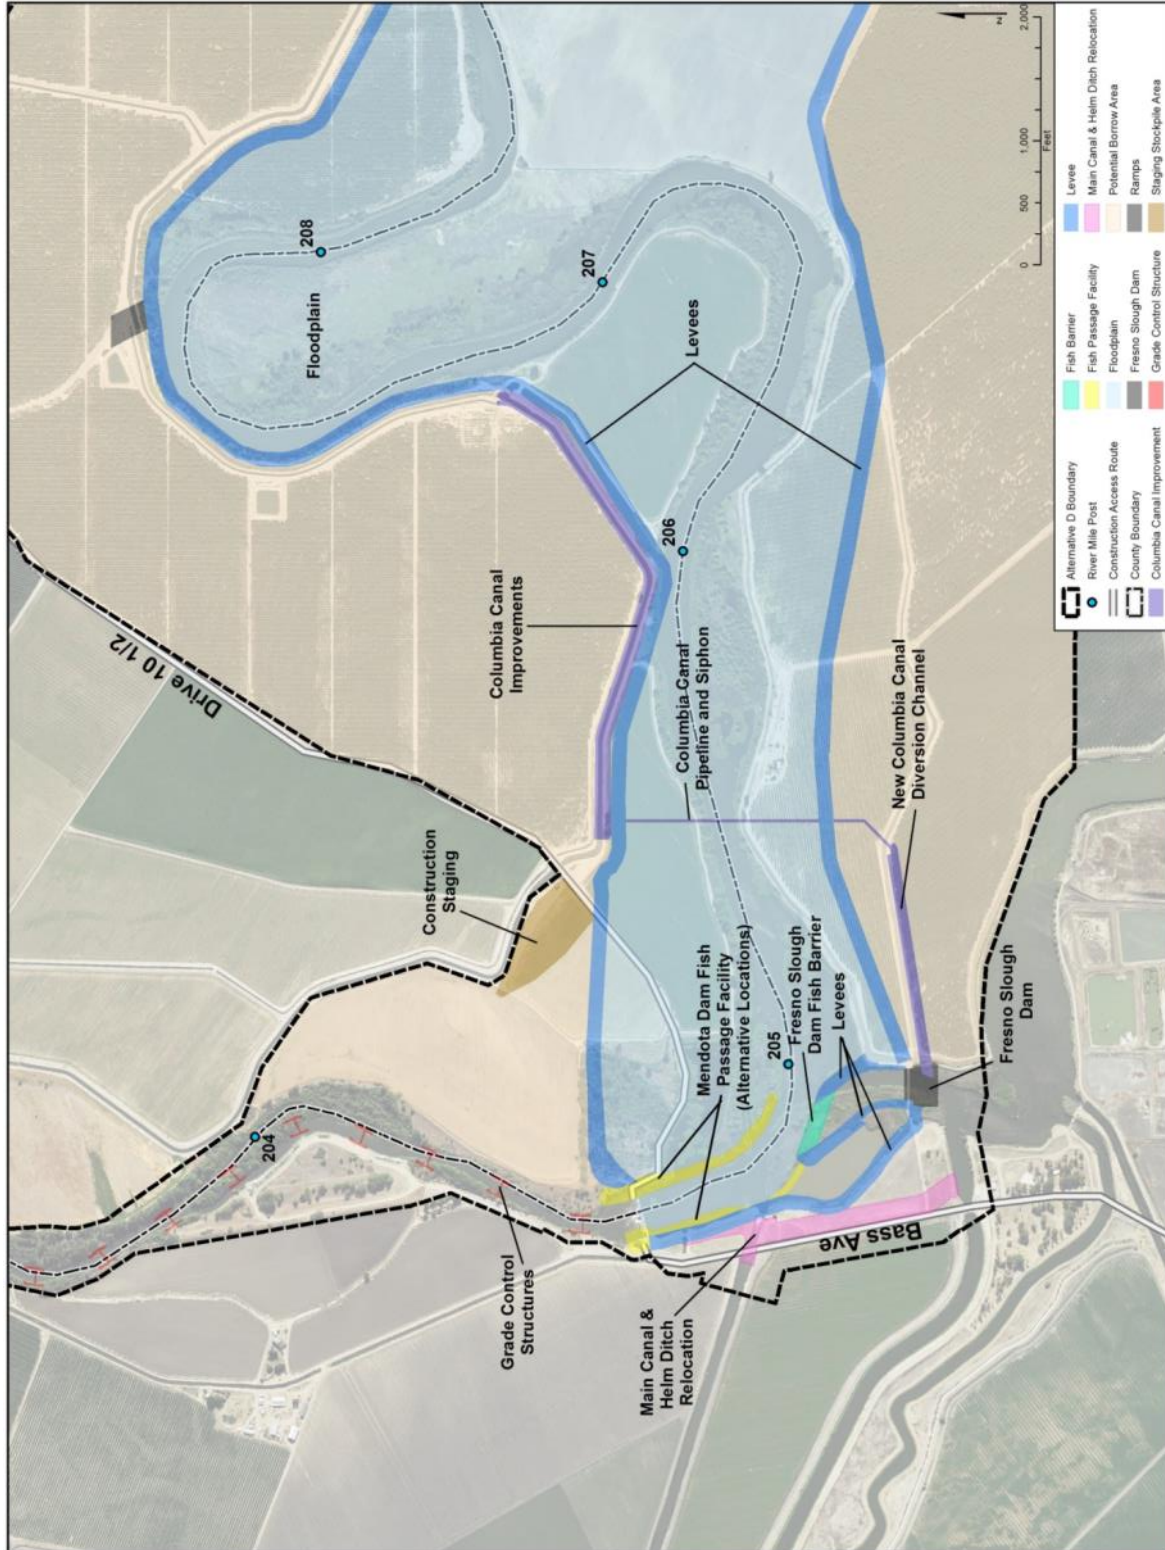 Drive 10 1/2
208
Floodplain
207
Levees
206
Columbia Canal
Improvements
Columbia Canal
Pipeline and Siphon
New Columbia Canal
Diversion Channel
Construction
Staging
204
Mendota Dam Fish
Passage Facility
(Alternative Locations)
205
Fresno Slough
Dam Fish Barrier
Levees
Fresno Slough
Dam
Bass Ave
Grade Control
Structures
Main Canal &
Helm Ditch
Relocation
N
0 500 1,000 2,000
Feet
Alternative D Boundary
River Mile Post
Construction Access Route
County Boundary
Columbia Canal Improvement
Fish Barrier
Fish Passage Facility
Floodplain
Fresno Slough Dam
Grade Control Structure
Levee
Main Canal & Helm Ditch Relocation
Potential Borrow Area
Ramps
Staging Stockpile Area